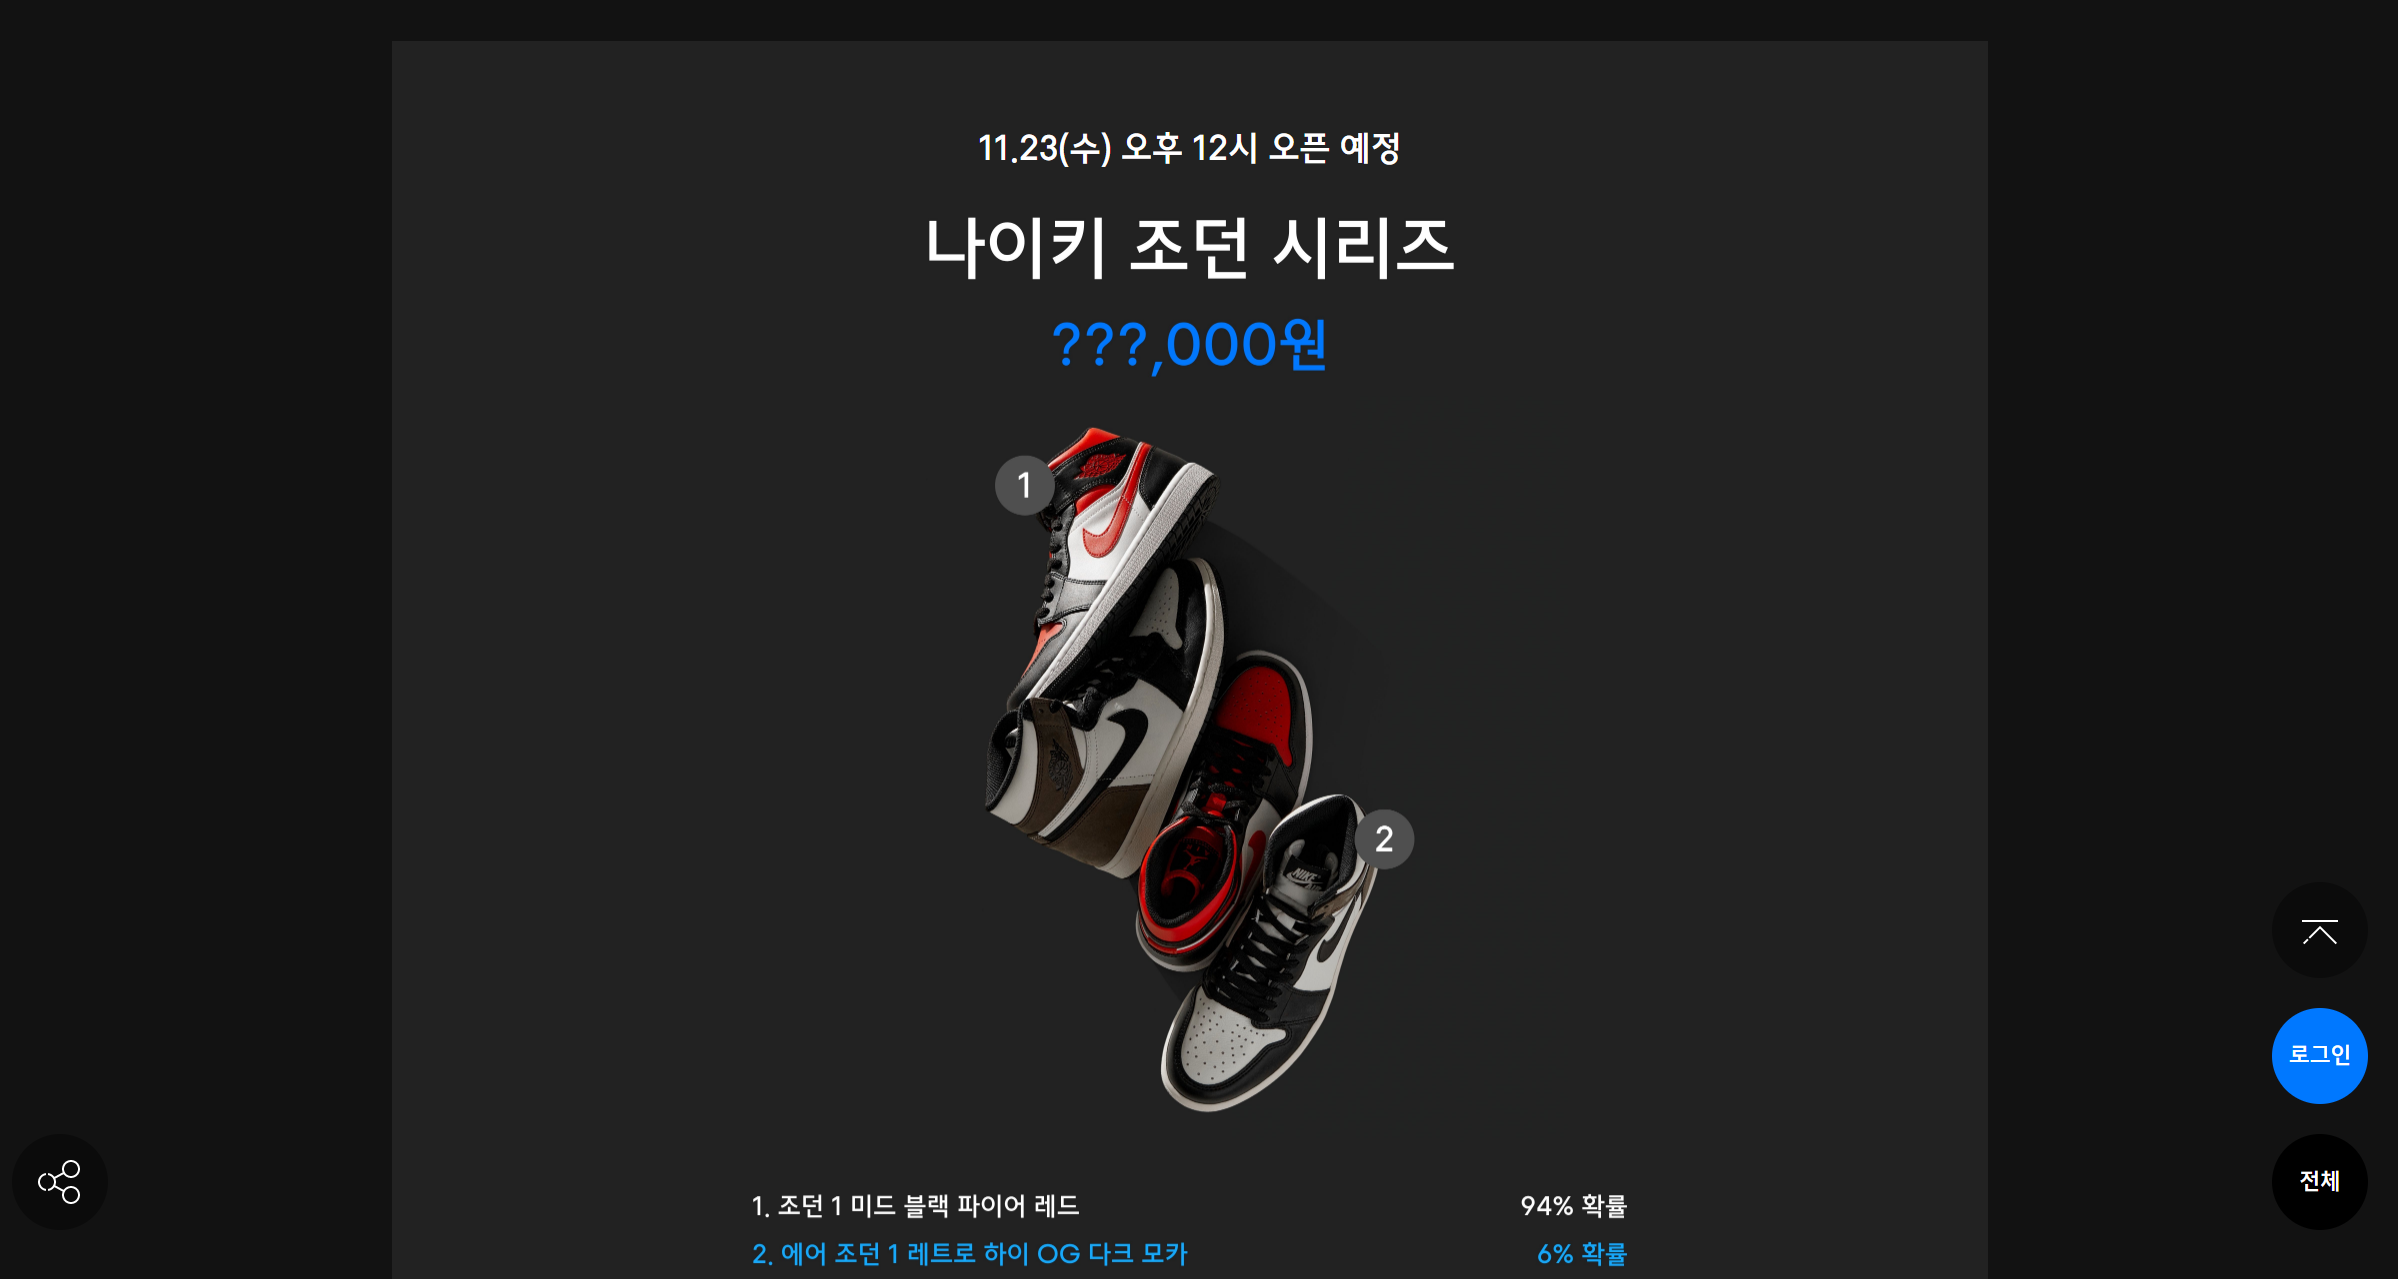 11.23(수) 오후 12시 오픈 예정
나이키 조던 시리즈
???,000원
1
2
NIKE
로그인
전체
1. 조던 1 미드 블랙 파이어 레드 94% 확률
2. 에어 조던 1 레트로 하이 OG 다크 모카 6% 확률